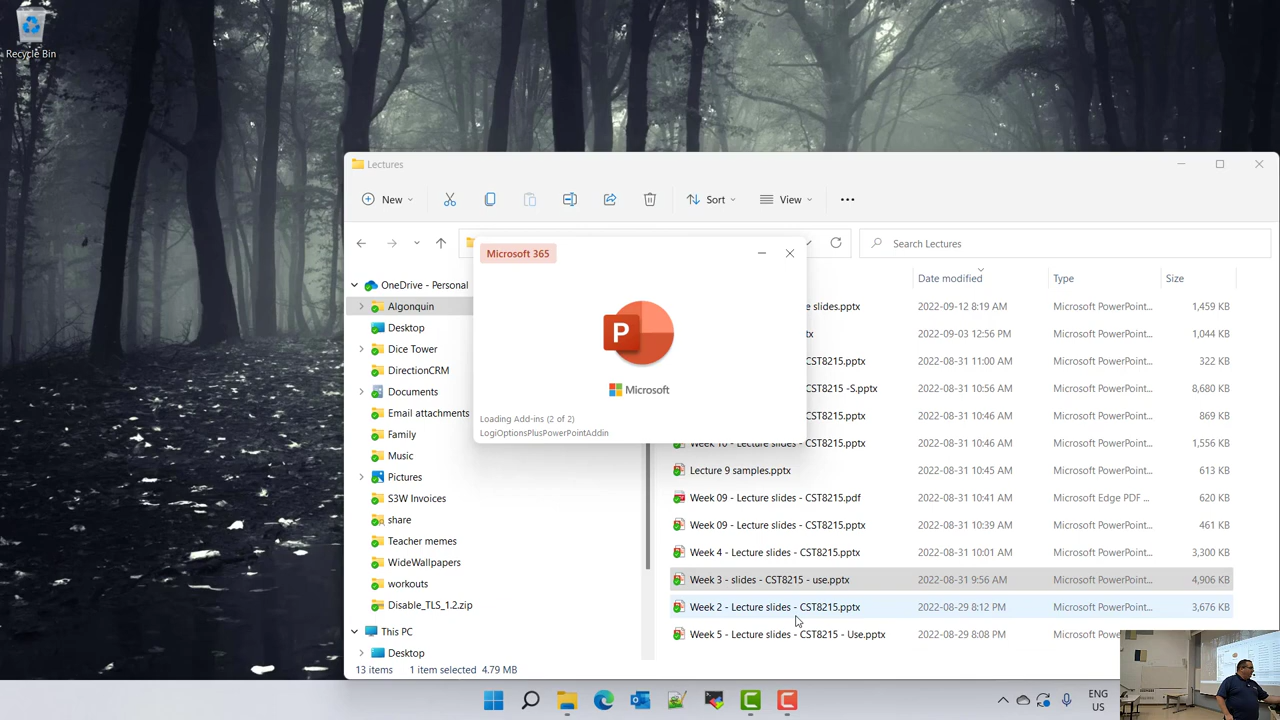 Recycle Bin
Lectures
New
Sort
View
Search Lectures
Microsoft 365
P
Microsoft
Loading Add-ins (2 of 2)
LogiOptionsPlusPowerPointAddin
OneDrive - Personal
Algonquin
Desktop
Dice Tower
DirectionCRM
Documents
Email attachments
Family
Music
Pictures
S3W Invoices
share
Teacher memes
WideWallpapers
workouts
Disable_TLS_1.2.zip
This PC
Desktop
Date modified Type Size
e slides.pptx 2022-09-12 8:19 AM Microsoft PowerPoint... 1,459 KB
x 2022-09-03 12:56 PM Microsoft PowerPoint... 1,044 KB
CST8215.pptx 2022-08-31 11:00 AM Microsoft PowerPoint... 322 KB
CST8215 -S.pptx 2022-08-31 10:56 AM Microsoft PowerPoint... 8,680 KB
CST8215.pptx 2022-08-31 10:46 AM Microsoft PowerPoint... 869 KB
Week 10 - Lecture slides - CST8215.pptx 2022-08-31 10:46 AM Microsoft PowerPoint... 1,556 KB
Lecture 9 samples.pptx 2022-08-31 10:45 AM Microsoft PowerPoint... 613 KB
Week 09 - Lecture slides - CST8215.pdf 2022-08-31 10:41 AM Microsoft Edge PDF ... 620 KB
Week 09 - Lecture slides - CST8215.pptx 2022-08-31 10:39 AM Microsoft PowerPoint... 461 KB
Week 4 - Lecture slides - CST8215.pptx 2022-08-31 10:01 AM Microsoft PowerPoint... 3,300 KB
Week 3 - slides - CST8215 - use.pptx 2022-08-31 9:56 AM Microsoft PowerPoint... 4,906 KB
Week 2 - Lecture slides - CST8215.pptx 2022-08-29 8:12 PM Microsoft PowerPoint... 3,676 KB
Week 5 - Lecture slides - CST8215 - Use.pptx 2022-08-29 8:08 PM Microsoft
13 items 1 item selected 4.79 MB
ENG
US